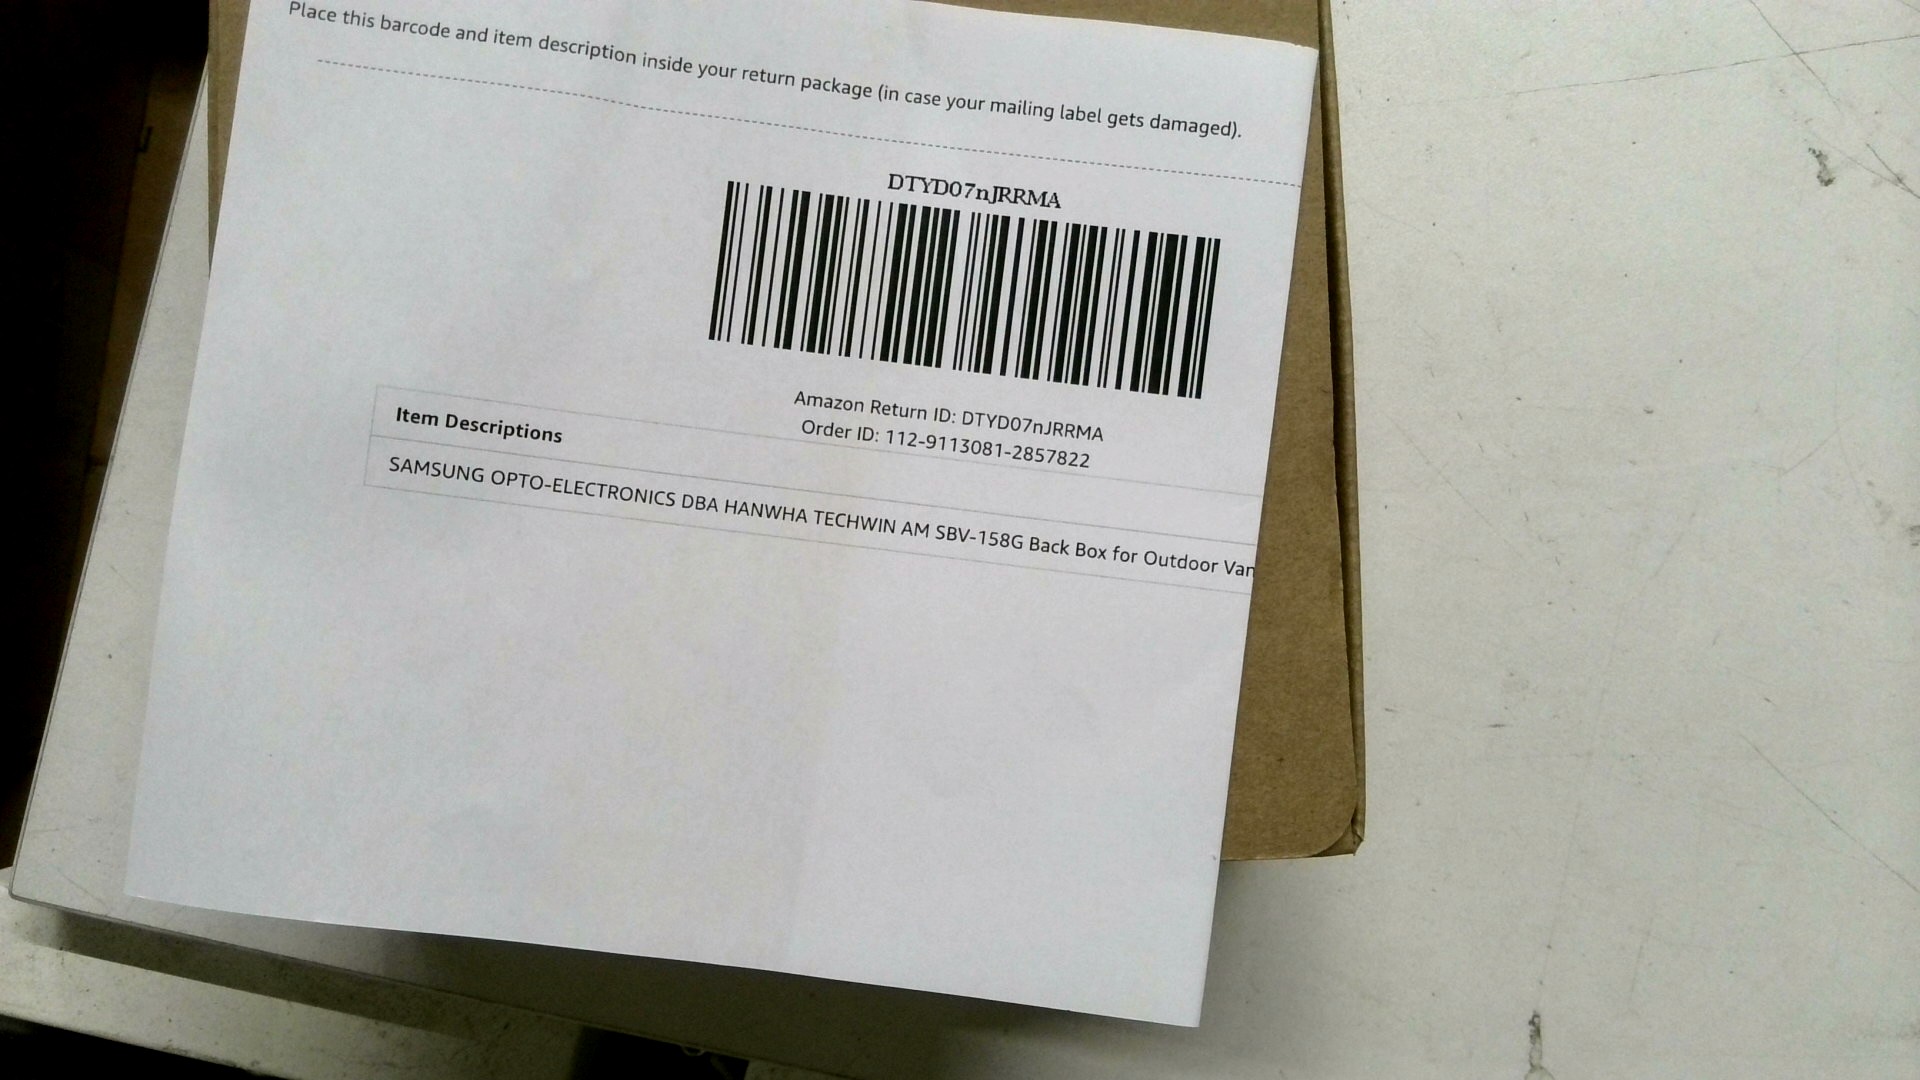 Place this barcode and item description inside your return package (in case your mailing label gets damaged).
DTYD07nJRRMA
Amazon Return ID: DTYD07nJRRMA
Order ID: 112-9113081-2857822
Item Descriptions
SAMSUNG OPTO-ELECTRONICS DBA HANWHA TECHWIN AM SBV-158G Back Box for Outdoor Van